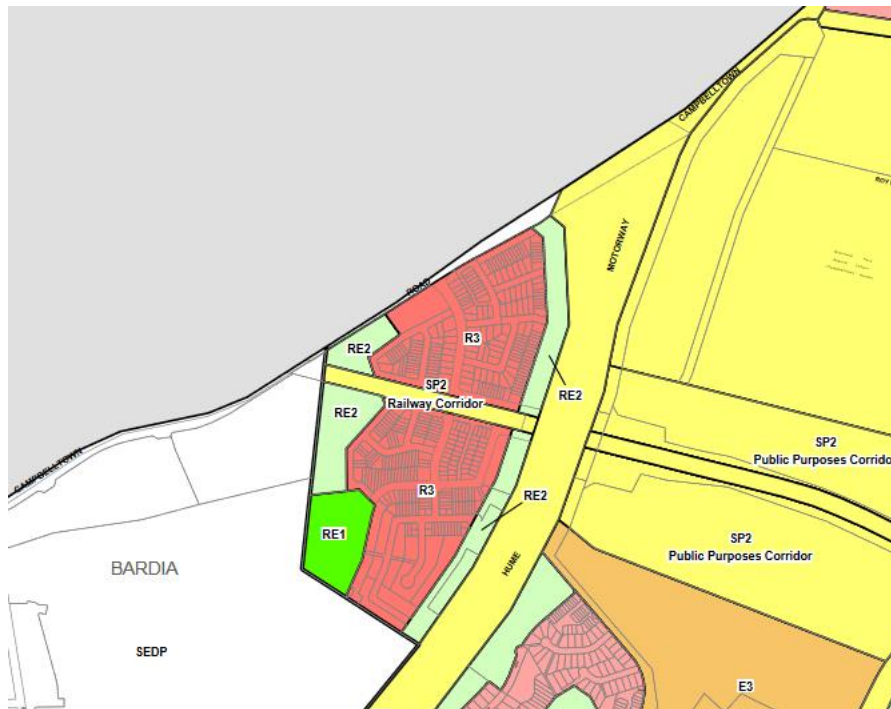 CAMPBELLTOWN
MOTORWAY
ROAD
RE2
R3
SP2
Railway Corridor
RE2
RE2
SP2
Public Purposes Corrido
CAMPBELLTOWN
R3
RE2
RE1
SP2
Public Purposes Corridor
HUME
BARDIA
SEDP
E3